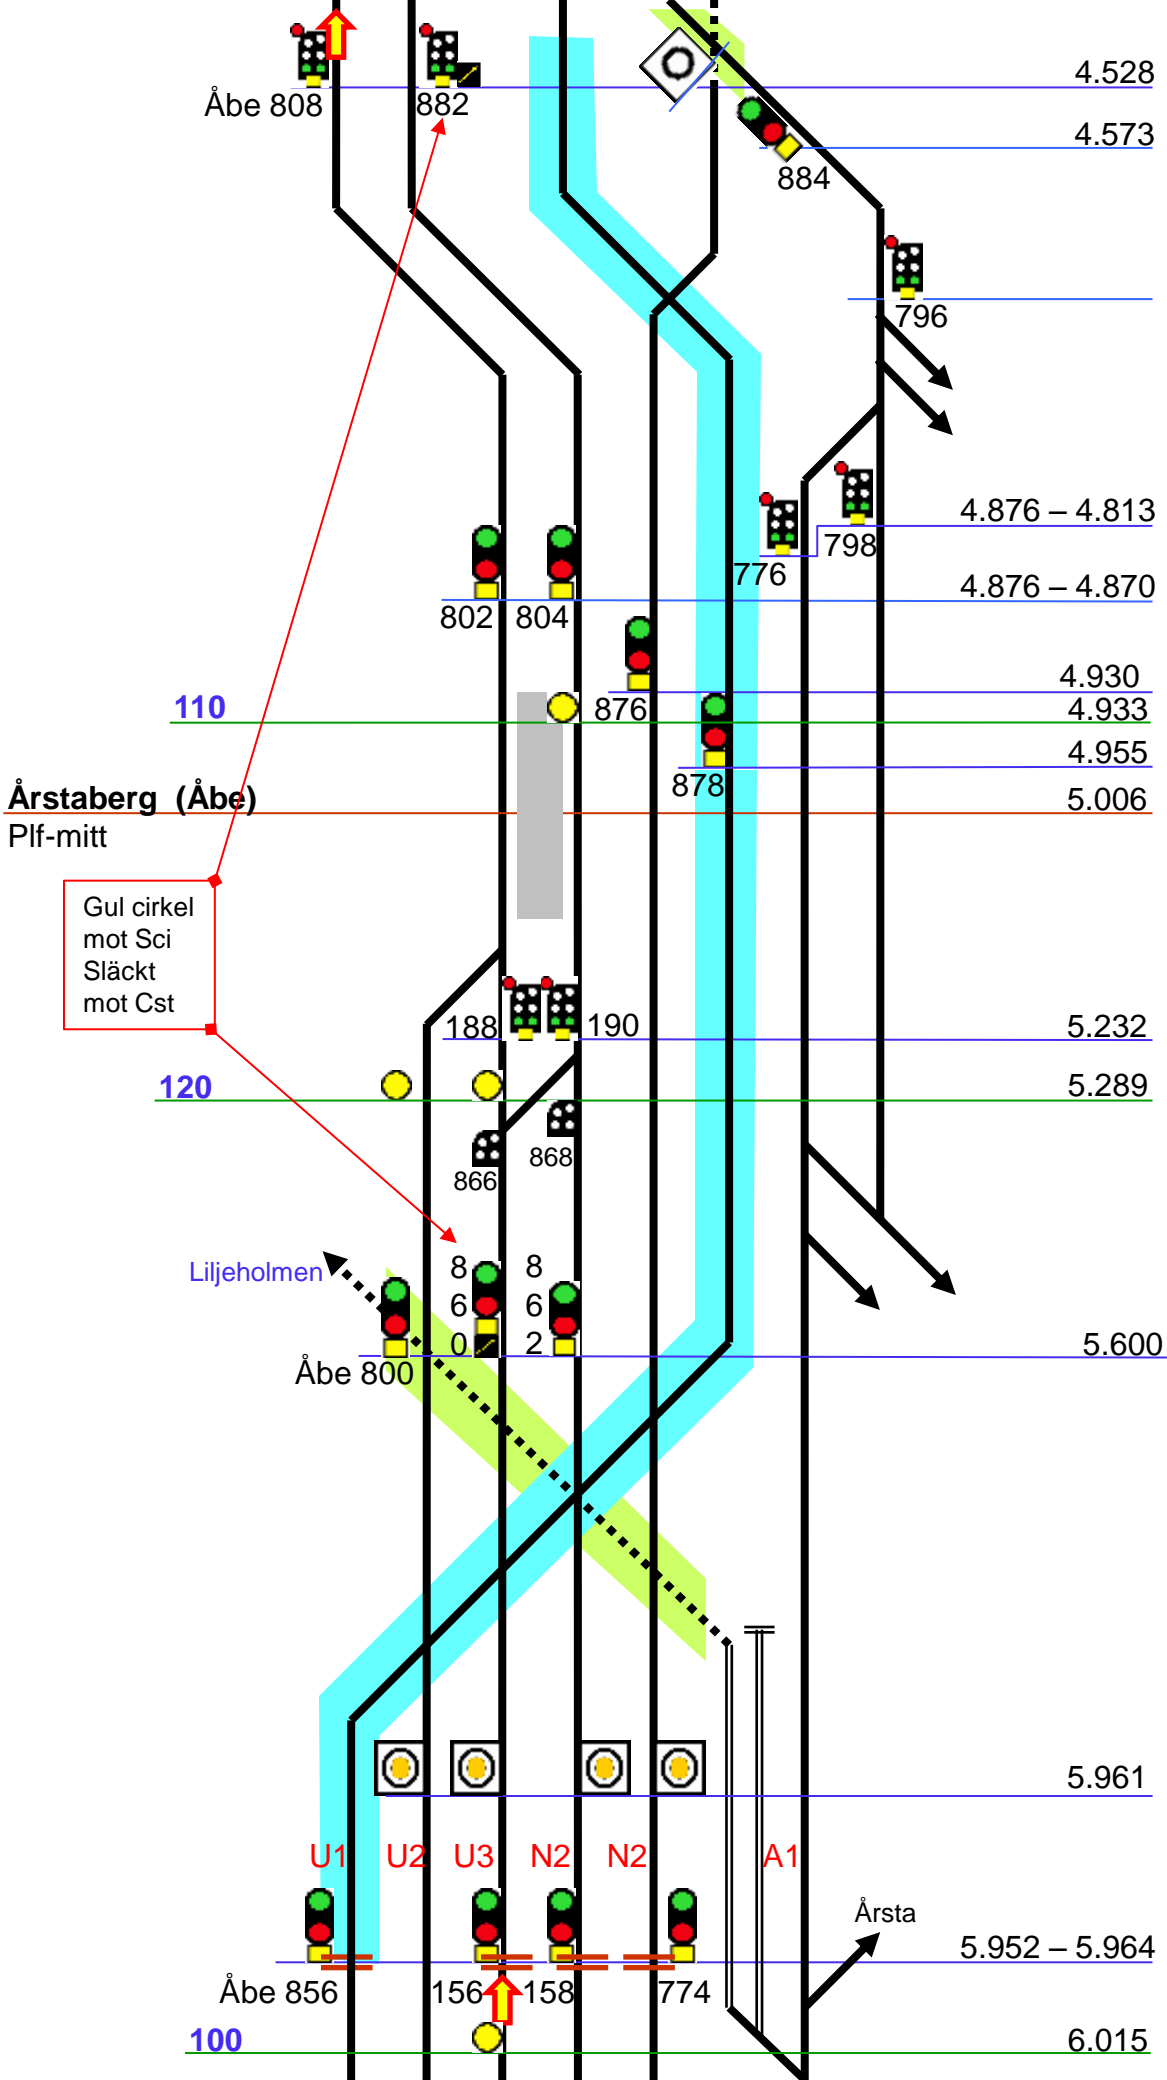 4.528
Åbe 808
882
4.573
884
796
4.876 – 4.813
798
776
4.876 – 4.870
802
804
4.930
876
110
4.933
4.955
878
Årstaberg (Åbe)
5.006
Plf-mitt
Gul cirkel
mot Sci
Släckt
mot Cst
188
190
5.232
120
5.289
868
866
Liljeholmen
8
6
0
8
6
2
5.600
Åbe 800
5.961
U1
U2
U3
N2
N2
A1
Årsta
5.952 – 5.964
Åbe 856
156
158
774
100
6.015